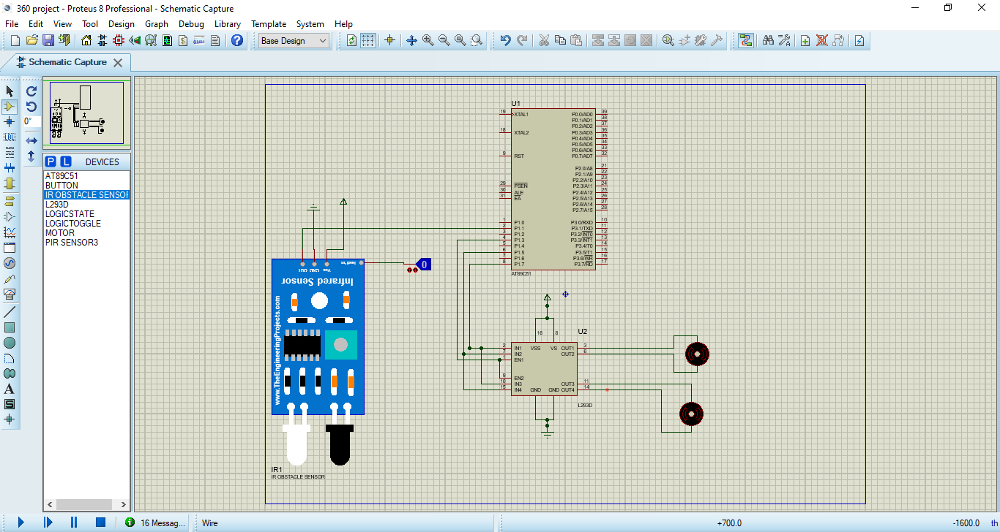 360 project - Proteus 8 Professional - Schematic Capture
File Edit View Tool Design Graph Debug Library Template System Help
Base Design
Schematic Capture
0°
LBL
P L DEVICES
AT89C51
BUTTON
IR OBSTACLE SENSOR
L293D
LOGICSTATE
LOGICTOGGLE
MOTOR
PIR SENSOR3
A
S
U1
19 XTAL1 P0.0/AD0 39
P0.1/AD1 38
P0.2/AD2 37
18 XTAL2 P0.3/AD3 36
P0.4/AD4 35
P0.5/AD5 34
P0.6/AD6 33
9 RST P0.7/AD7 32
P2.0/A8 21
P2.1/A9 22
P2.2/A10 23
29 PSEN P2.3/A11 24
30 ALE P2.4/A12 25
31 EA P2.5/A13 26
P2.6/A14 27
P2.7/A15 28
1 P1.0 P3.0/RXD 10
2 P1.1 P3.1/TXD 11
3 P1.2 P3.2/INT0 12
4 P1.3 P3.3/INT1 13
5 P1.4 P3.4/T0 14
6 P1.5 P3.5/T1 15
7 P1.6 P3.6/WR 16
8 P1.7 P3.7/RD 17
AT89C51
OUT GND Vcc TestPin
0
Infrared Sensor
www.TheEngineeringProjects.com
IR1
IR OBSTACLE SENSOR
U2
16 8
2 IN1 VSS VS OUT1 3
7 IN2 OUT2 6
1 EN1
9 EN2
10 IN3 OUT3 11
15 IN4 GND GND OUT4 14
L293D
16 Messag...
Wire
+700.0
-1600.0
th